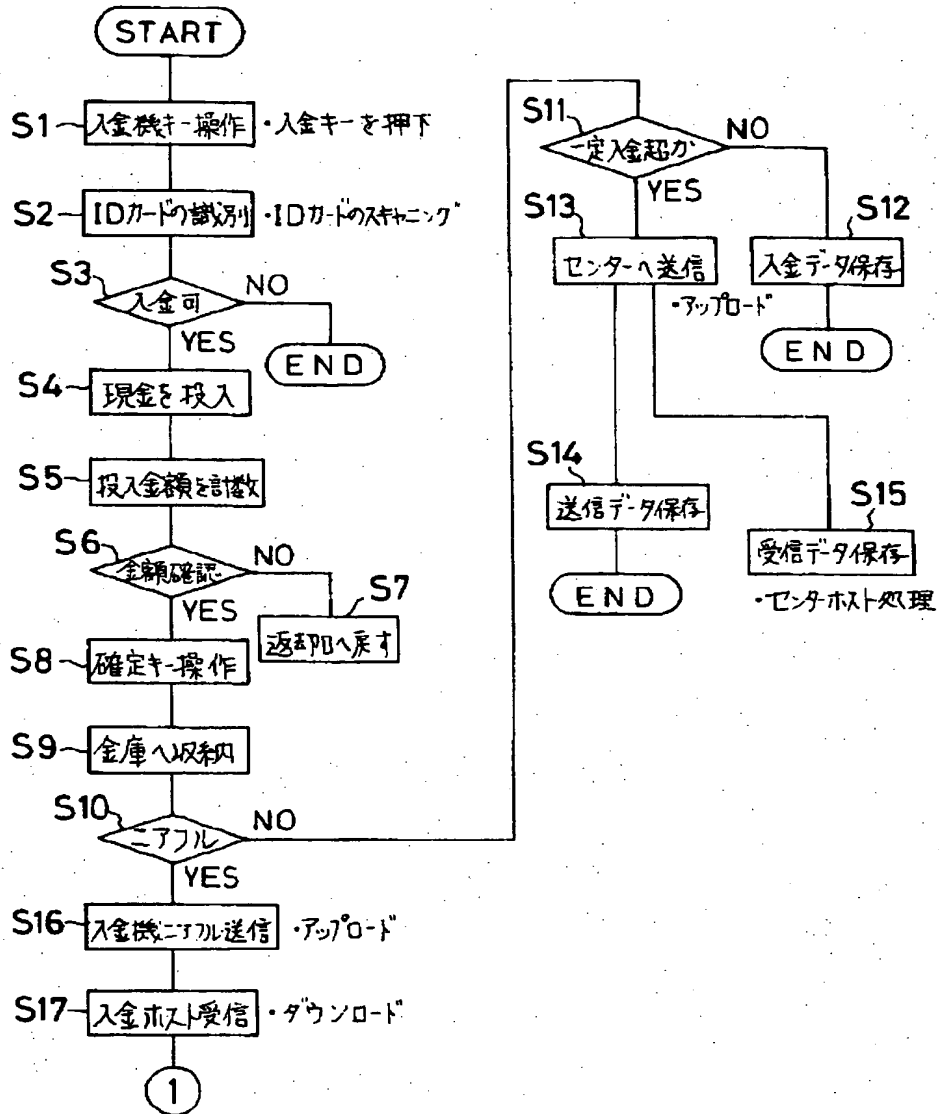 START
S1 入金機キー操作 ・入金キーを押下
S2 IDカードの識別 ・IDカードのスキャニング
S3 入金可 NO
YES
END
S4 現金を投入
S5 投入金額を計数
S6 金額確認 NO
YES
S7 返却口へ戻す
S8 確定キー操作
S9 金庫へ収納
S10 ニアフル NO
YES
S16 入金機ニアフル送信 ・アップロード
S17 入金ホスト受信 ・ダウンロード
1
S11 一定入金超か NO
YES
S12 入金データ保存
END
S13 センターへ送信
・アップロード
S14 送信データ保存
END
S15 受信データ保存
・センターホスト処理